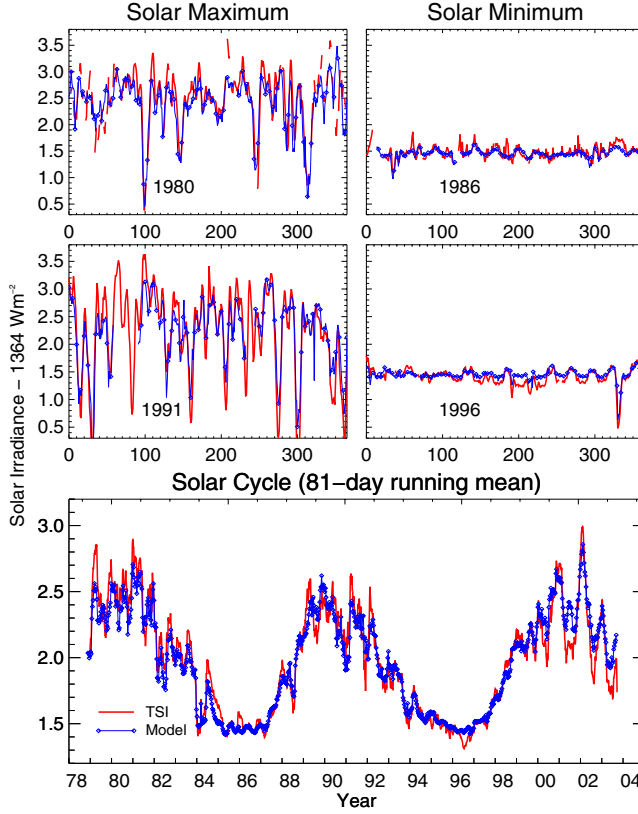 Solar Maximum
Solar Minimum
3.5
3.0
2.5
2.0
1.5
1.0
0.5
1980
1986
0 100 200 300
0 100 200 300
3.5
3.0
2.5
2.0
1.5
1.0
0.5
1991
1996
0 100 200 300
0 100 200 300
Solar Irradiance – 1364 Wm⁻²
Solar Cycle (81–day running mean)
3.0
2.5
2.0
1.5
TSI
Model
78 80 82 84 86 88 90 92 94 96 98 00 02 04
Year